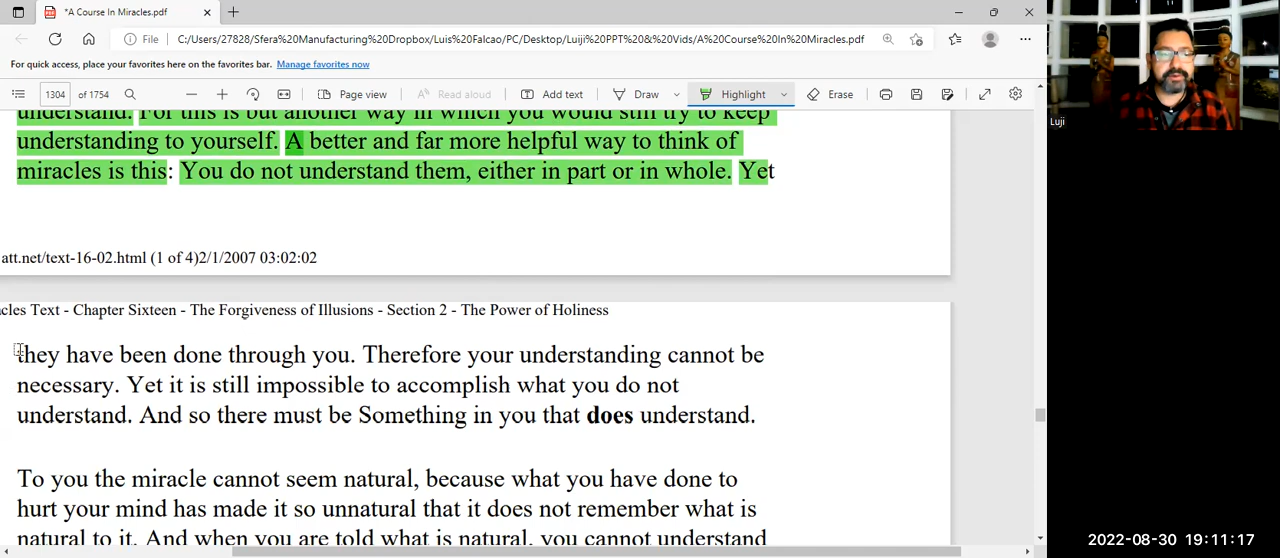 *A Course In Miracles.pdf
File C:/Users/27828/Sfera%20Manufacturing%20Dropbox/Luis%20Falcao/PC/Desktop/Luiji%20PPT%20&%20Vids/A%20Course%20In%20Miracles.pdf
For quick access, place your favorites here on the favorites bar. Manage favorites now
1304 of 1754 Page view Read aloud Add text Draw Highlight Erase
understand. For this is but another way in which you would still try to keep
understanding to yourself. A better and far more helpful way to think of
miracles is this: You do not understand them, either in part or in whole. Yet
att.net/text-16-02.html (1 of 4)2/1/2007 03:02:02
cles Text - Chapter Sixteen - The Forgiveness of Illusions - Section 2 - The Power of Holiness
they have been done through you. Therefore your understanding cannot be
necessary. Yet it is still impossible to accomplish what you do not
understand. And so there must be Something in you that does understand.
To you the miracle cannot seem natural, because what you have done to
hurt your mind has made it so unnatural that it does not remember what is
natural to it. And when you are told what is natural, you cannot understand
Luji
2022-08-30 19:11:17